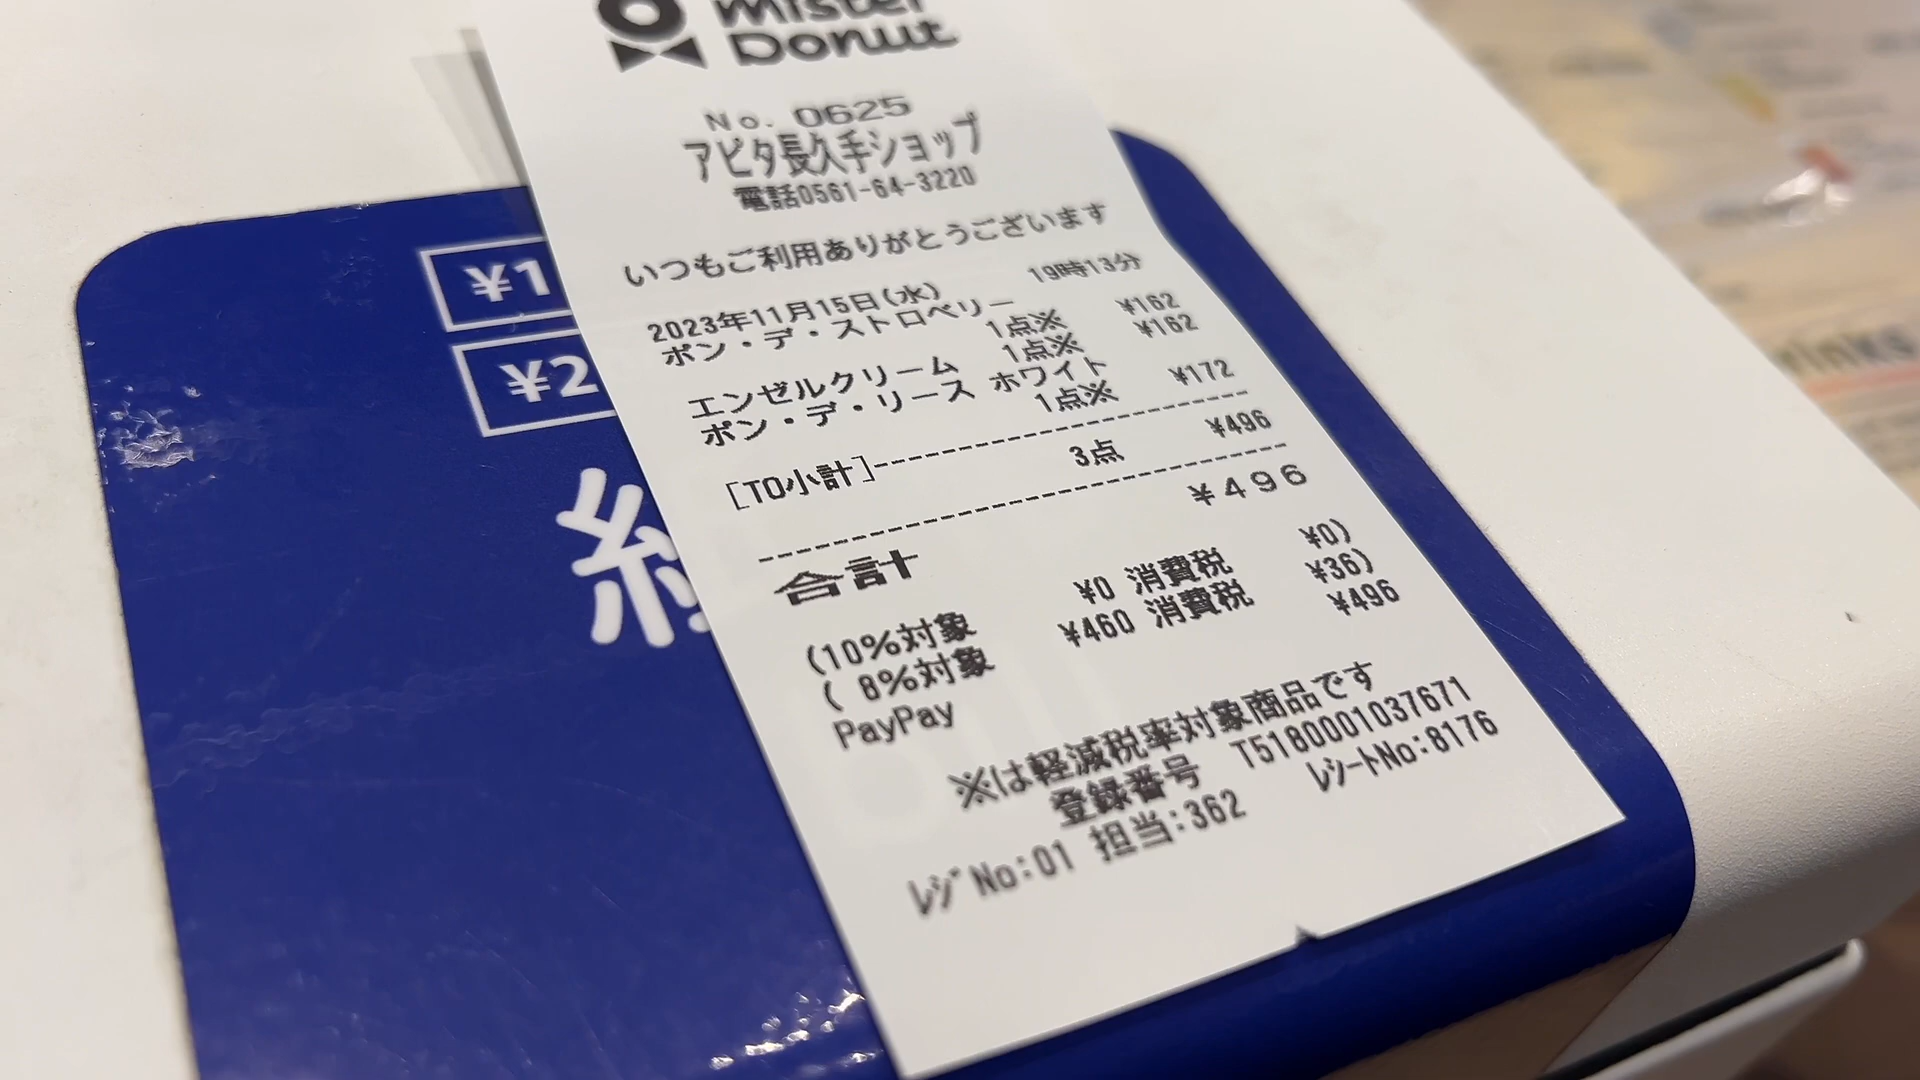 Mister
Donut
No. 0625
アピタ長久手ショップ
電話0561-64-3220
いつもご利用ありがとうございます
2023年11月15日(水) 19時13分
ポン・デ・ストロベリー
1点※ ¥162
エンゼルクリーム 1点※ ¥162
ポン・デ・リース ホワイト
1点※ ¥172
[TO小計] 3点 ¥496
合計 ¥496
(10%対象 ¥0 消費税 ¥0)
( 8%対象 ¥460 消費税 ¥36)
PayPay ¥496
※は軽減税率対象商品です
登録番号 T5180001037671
レジNo:01 担当:362 レシートNo:8176
¥1
¥2